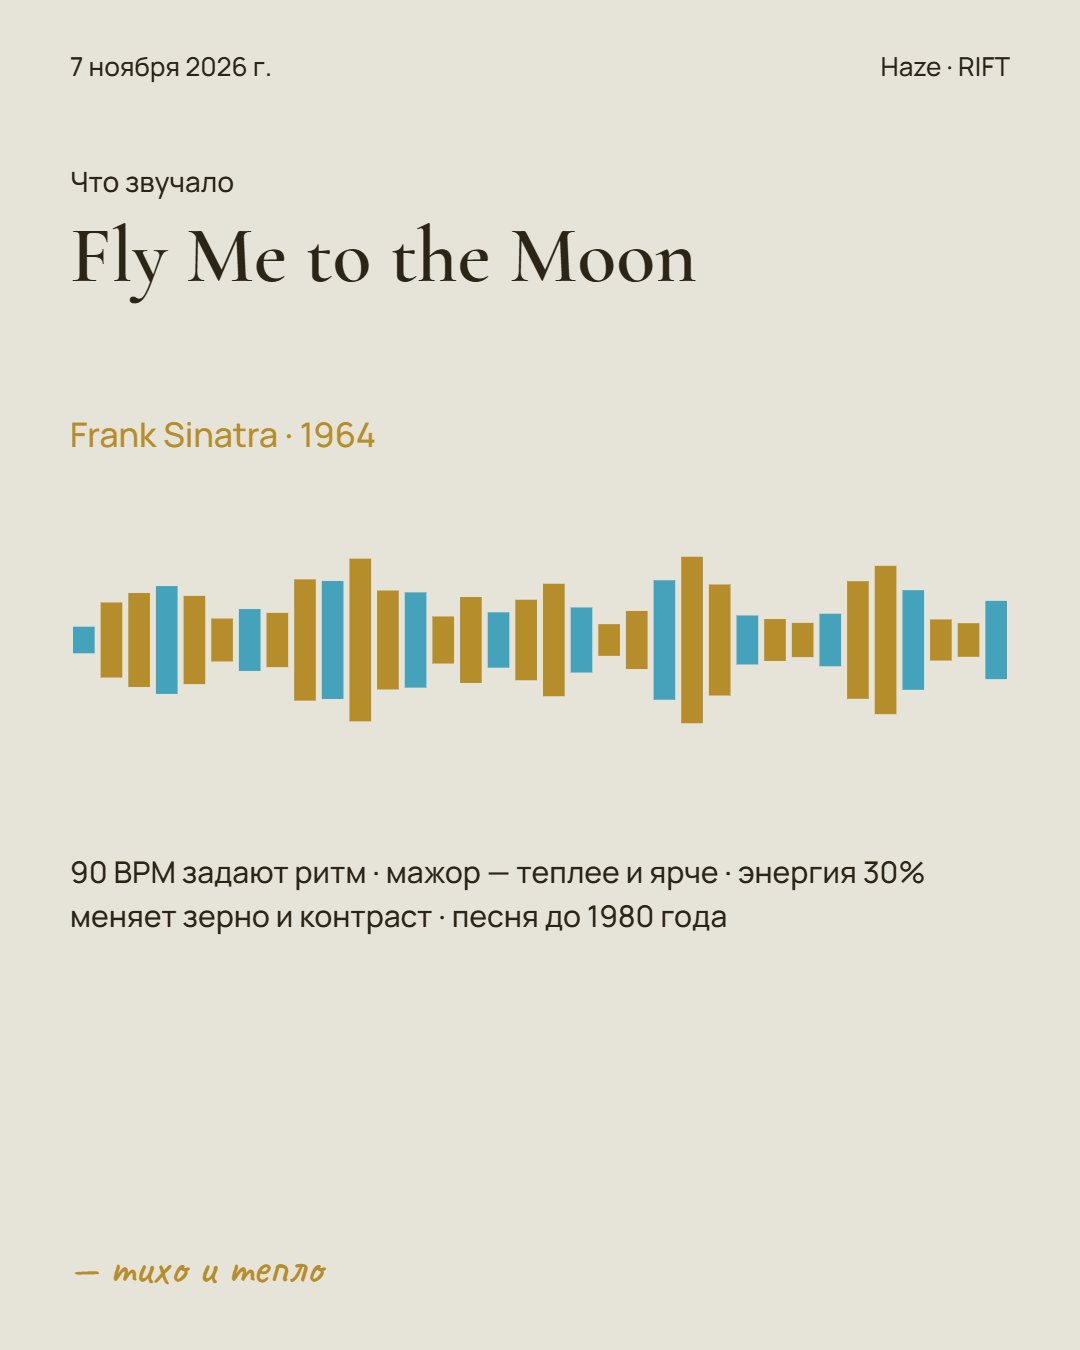 7 ноября 2026 г.
Haze · RIFT
Что звучало
Fly Me to the Moon
Frank Sinatra · 1964
90 BPM задают ритм · мажор — теплее и ярче · энергия 30%
меняет зерно и контраст · песня до 1980 года
— тихо и тепло